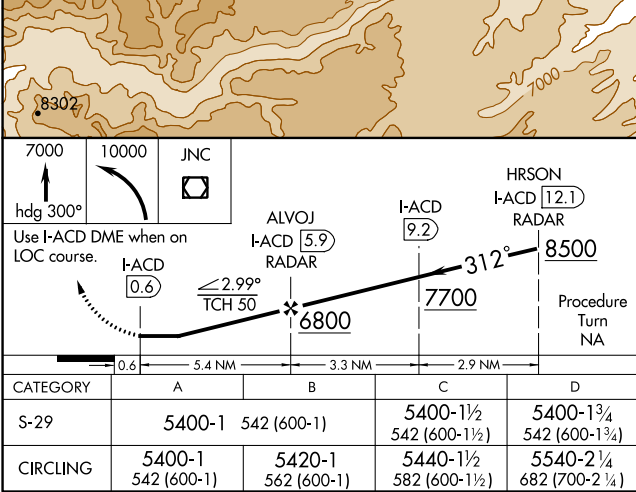 8302
7000
7000
10000
JNC
hdg 300°
Use I-ACD DME when on
LOC course.
I-ACD
0.6
2.99°
TCH 50
ALVOJ
I-ACD 5.9
RADAR
6800
I-ACD
9.2
7700
312°
HRSON
I-ACD 12.1
RADAR
8500
Procedure
Turn
NA
0.6
5.4 NM
3.3 NM
2.9 NM
CATEGORY A B C D
S-29 5400-1 542 (600-1) 5400-1½ 542 (600-1½) 5400-1¾ 542 (600-1¾)
CIRCLING 5400-1 542 (600-1) 5420-1 562 (600-1) 5440-1½ 582 (600-1½) 5540-2¼ 682 (700-2¼)